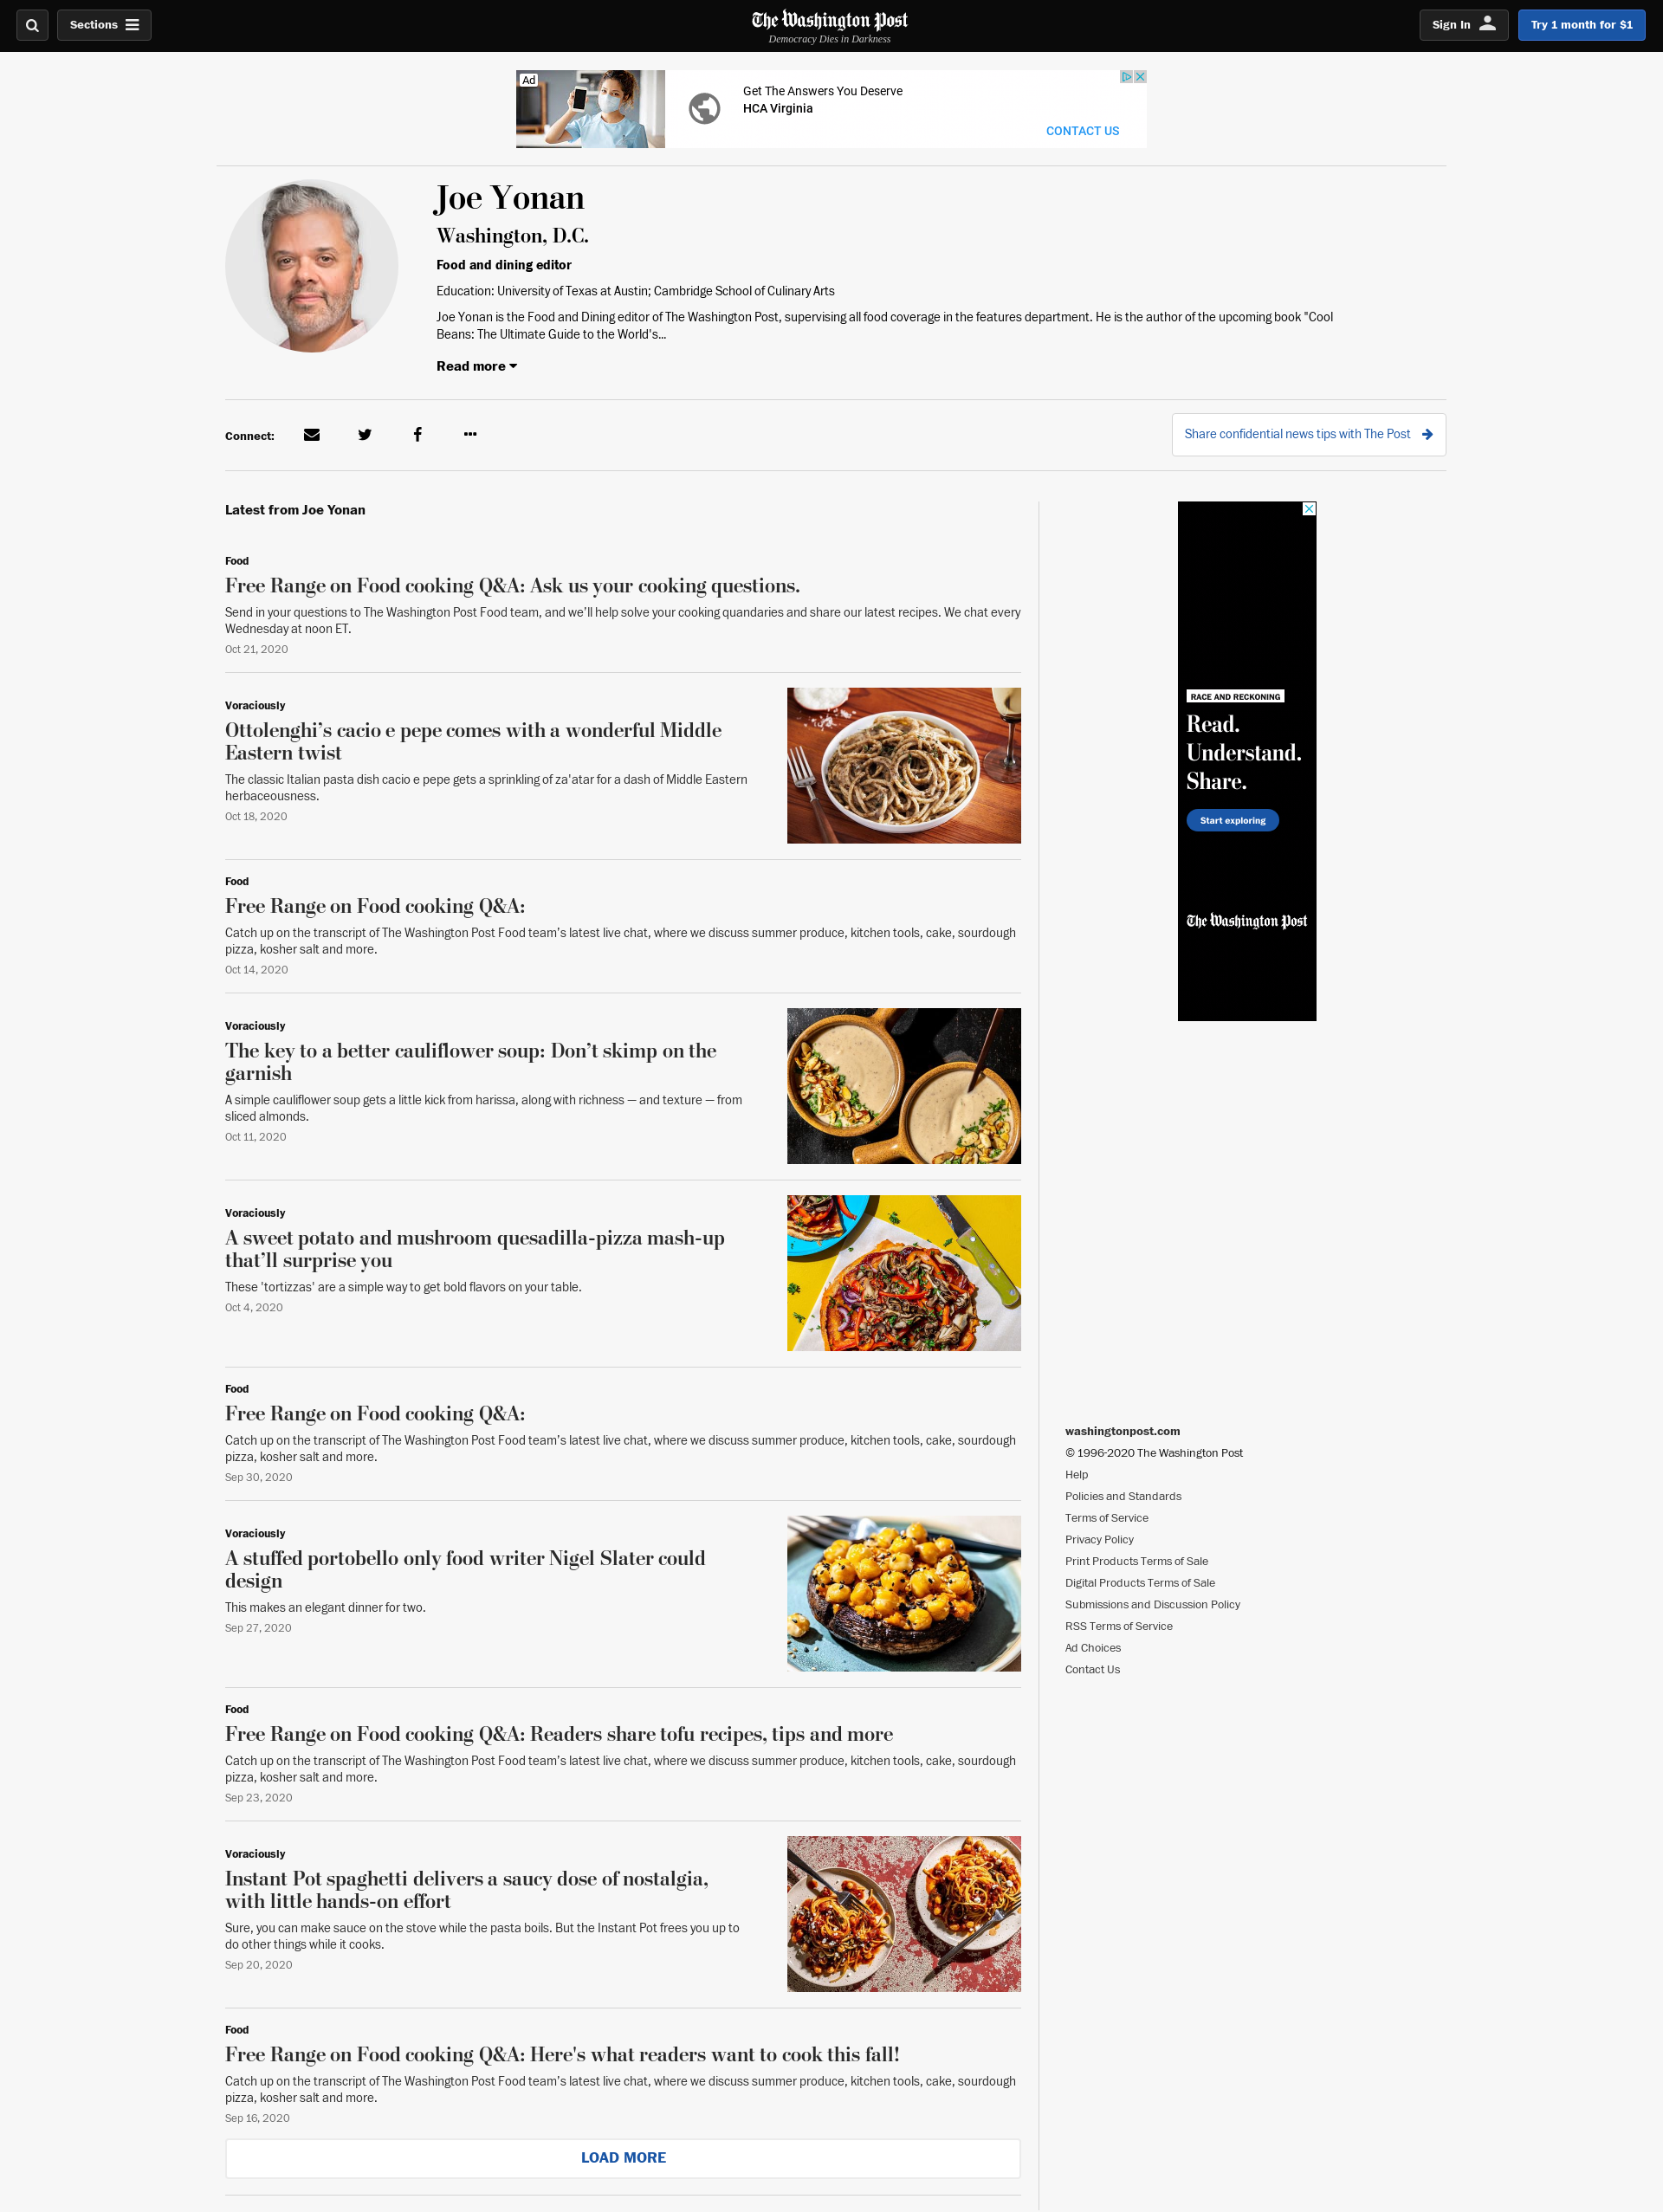 Sections
The Washington Post
Democracy Dies in Darkness
Sign In
Try 1 month for $1
Ad
Get The Answers You Deserve
HCA Virginia
CONTACT US
Joe Yonan
Washington, D.C.
Food and dining editor
Education: University of Texas at Austin; Cambridge School of Culinary Arts
Joe Yonan is the Food and Dining editor of The Washington Post, supervising all food coverage in the features department. He is the author of the upcoming book "Cool
Beans: The Ultimate Guide to the World's...
Read more
Connect:
Share confidential news tips with The Post
Latest from Joe Yonan
Food
Free Range on Food cooking Q&A: Ask us your cooking questions.
Send in your questions to The Washington Post Food team, and we’ll help solve your cooking quandaries and share our latest recipes. We chat every
Wednesday at noon ET.
Oct 21, 2020
Voraciously
Ottolenghi’s cacio e pepe comes with a wonderful Middle
Eastern twist
The classic Italian pasta dish cacio e pepe gets a sprinkling of za'atar for a dash of Middle Eastern
herbaceousness.
Oct 18, 2020
Food
Free Range on Food cooking Q&A:
Catch up on the transcript of The Washington Post Food team’s latest live chat, where we discuss summer produce, kitchen tools, cake, sourdough
pizza, kosher salt and more.
Oct 14, 2020
Voraciously
The key to a better cauliflower soup: Don’t skimp on the
garnish
A simple cauliflower soup gets a little kick from harissa, along with richness — and texture — from
sliced almonds.
Oct 11, 2020
Voraciously
A sweet potato and mushroom quesadilla-pizza mash-up
that’ll surprise you
These 'tortizzas' are a simple way to get bold flavors on your table.
Oct 4, 2020
Food
Free Range on Food cooking Q&A:
Catch up on the transcript of The Washington Post Food team’s latest live chat, where we discuss summer produce, kitchen tools, cake, sourdough
pizza, kosher salt and more.
Sep 30, 2020
Voraciously
A stuffed portobello only food writer Nigel Slater could
design
This makes an elegant dinner for two.
Sep 27, 2020
Food
Free Range on Food cooking Q&A: Readers share tofu recipes, tips and more
Catch up on the transcript of The Washington Post Food team’s latest live chat, where we discuss summer produce, kitchen tools, cake, sourdough
pizza, kosher salt and more.
Sep 23, 2020
Voraciously
Instant Pot spaghetti delivers a saucy dose of nostalgia,
with little hands-on effort
Sure, you can make sauce on the stove while the pasta boils. But the Instant Pot frees you up to
do other things while it cooks.
Sep 20, 2020
Food
Free Range on Food cooking Q&A: Here's what readers want to cook this fall!
Catch up on the transcript of The Washington Post Food team’s latest live chat, where we discuss summer produce, kitchen tools, cake, sourdough
pizza, kosher salt and more.
Sep 16, 2020
LOAD MORE
RACE AND RECKONING
Read.
Understand.
Share.
Start exploring
The Washington Post
washingtonpost.com
© 1996-2020 The Washington Post
Help
Policies and Standards
Terms of Service
Privacy Policy
Print Products Terms of Sale
Digital Products Terms of Sale
Submissions and Discussion Policy
RSS Terms of Service
Ad Choices
Contact Us